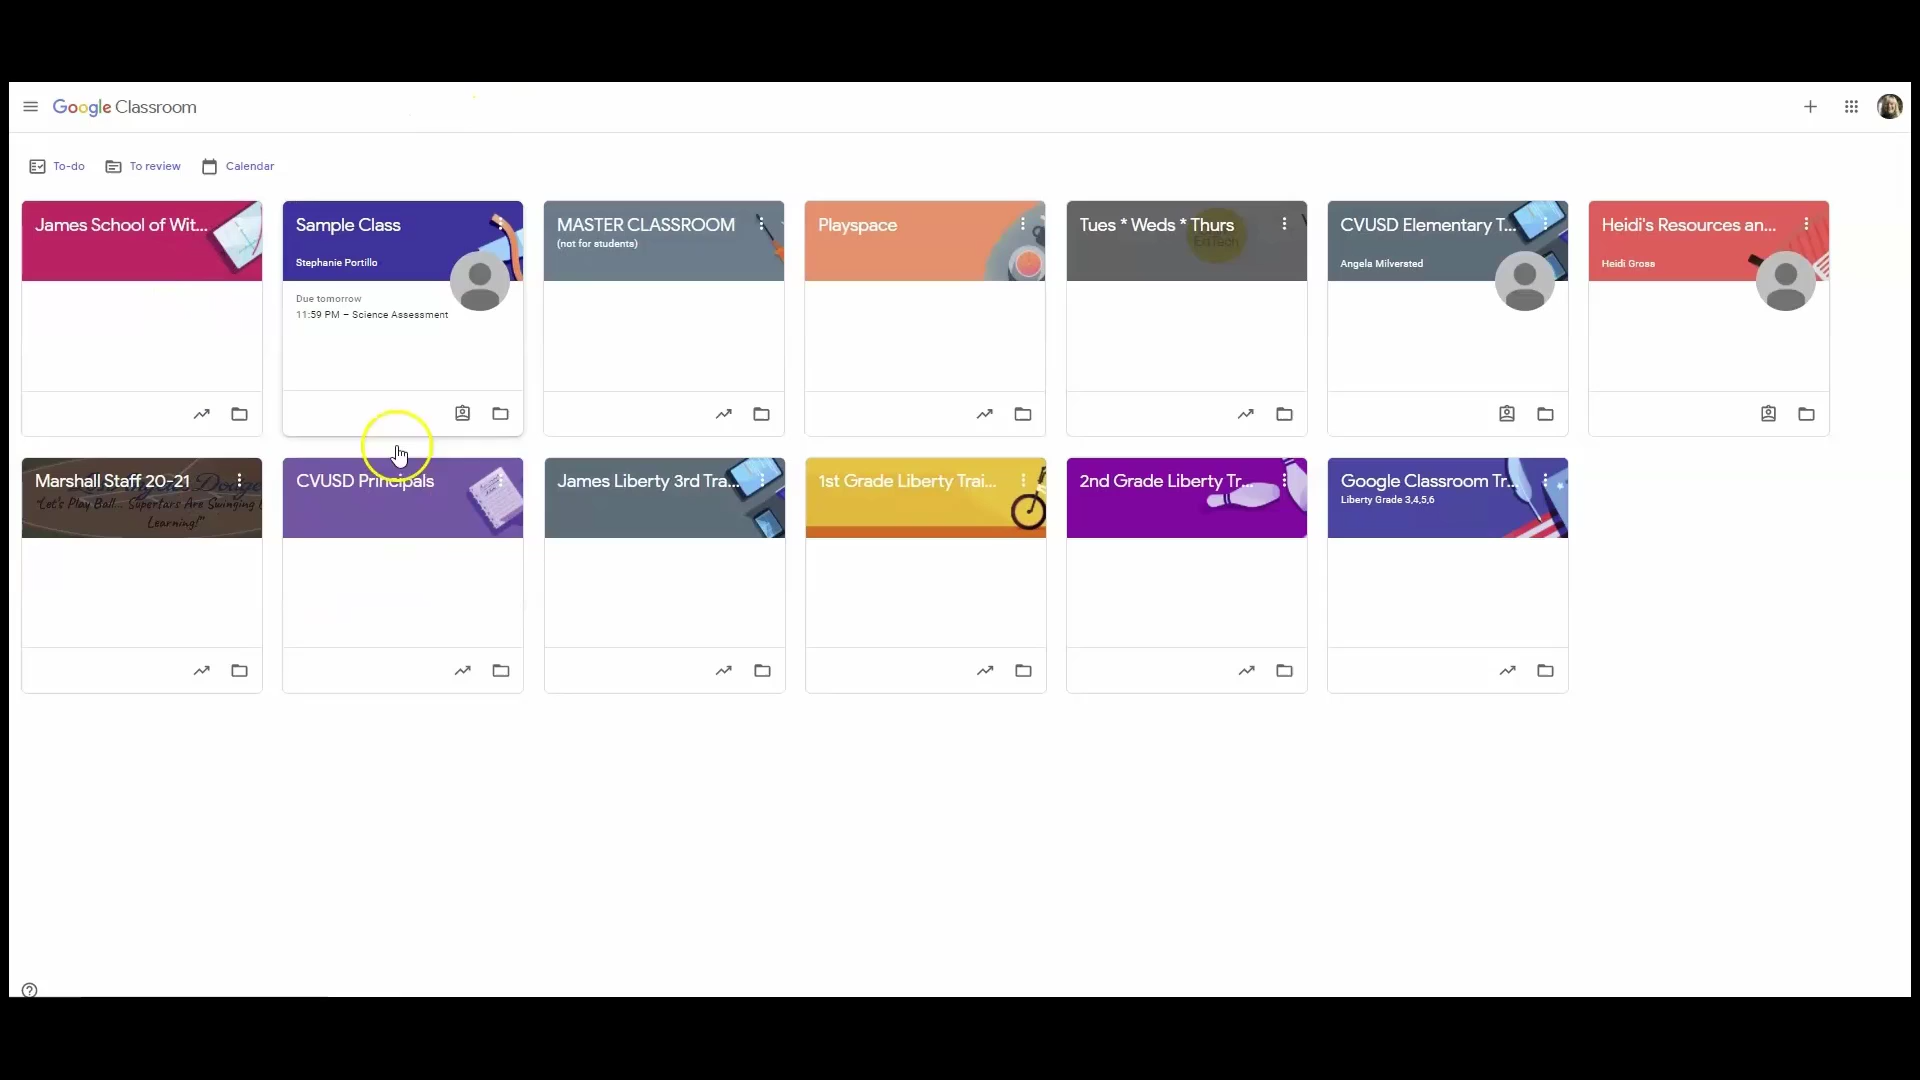 Google Classroom
To-do
To review
Calendar
James School of Wit...
Sample Class
Stephanie Portillo
Due tomorrow
11:59 PM – Science Assessment
MASTER CLASSROOM
(not for students)
Playspace
Tues * Weds * Thurs
EdTech
CVUSD Elementary T...
Angela Milversted
Heidi's Resources an...
Heidi Gross
Marshall Staff 20-21
"Let's Play Ball... Superstars Are Swinging
Learning!"
CVUSD Principals
James Liberty 3rd Tra...
1st Grade Liberty Trai...
2nd Grade Liberty Tr...
Google Classroom Tr...
Liberty Grade 3,4,5,6